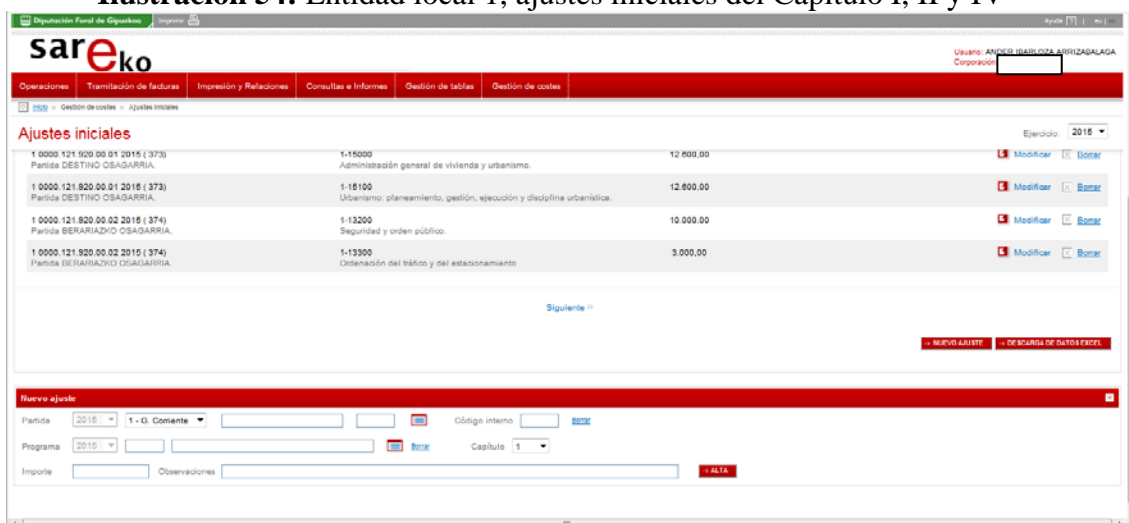 Ilustración 34: Entidad local 1, ajustes iniciales del Capítulo I, II y IV
Diputación Foral de Gipuzkoa Imprimir Ayuda [?] | eu |
sareko
Usuario: ANDER IBARLOZA ARRIZABALAGA
Corporación
Operaciones Tramitación de facturas Impresión y Relaciones Consultas e Informes Gestión de tablas Gestión de costes
Inicio » Gestión de costes » Ajustes iniciales
Ajustes iniciales Ejercicio: 2015
1 0000.121.920.00.01 2015 ( 373) 1-15000 12.600,00 Modificar Borrar
Partida DESTINO OSAGARRIA. Administración general de vivienda y urbanismo.
1 0000.121.920.00.01 2015 ( 373) 1-15100 12.600,00 Modificar Borrar
Partida DESTINO OSAGARRIA. Urbanismo: planeamiento, gestión, ejecución y disciplina urbanística.
1 0000.121.920.00.02 2015 ( 374) 1-13200 10.000,00 Modificar Borrar
Partida BERARIAZKO OSAGARRIA. Seguridad y orden público.
1 0000.121.920.00.02 2015 ( 374) 1-13300 3.000,00 Modificar Borrar
Partida BERARIAZKO OSAGARRIA. Ordenación del tráfico y del estacionamiento
Siguiente »
» NUEVO AJUSTE » DESCARGA DE DATOS EXCEL
Nuevo ajuste
Partida 2015 1 - G. Corriente Código interno Borrar
Programa 2015 Borrar Capítulo 1
Importe Observaciones » ALTA